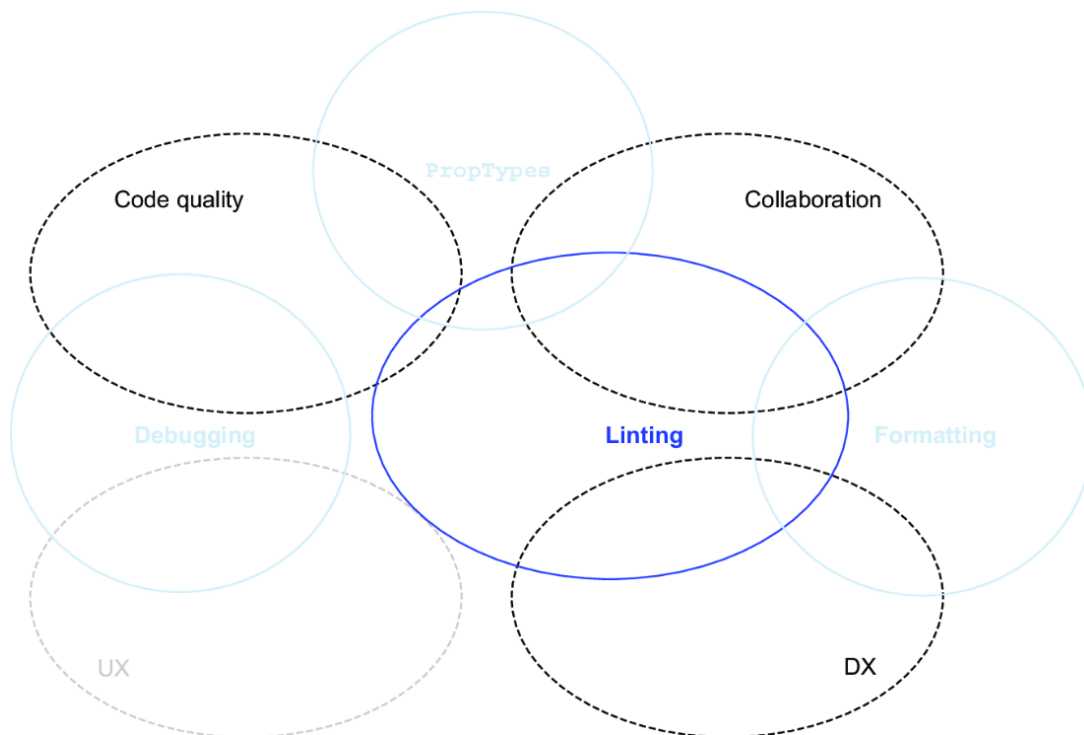 PropTypes
Code quality
Collaboration
Debugging
Linting
Formatting
UX
DX